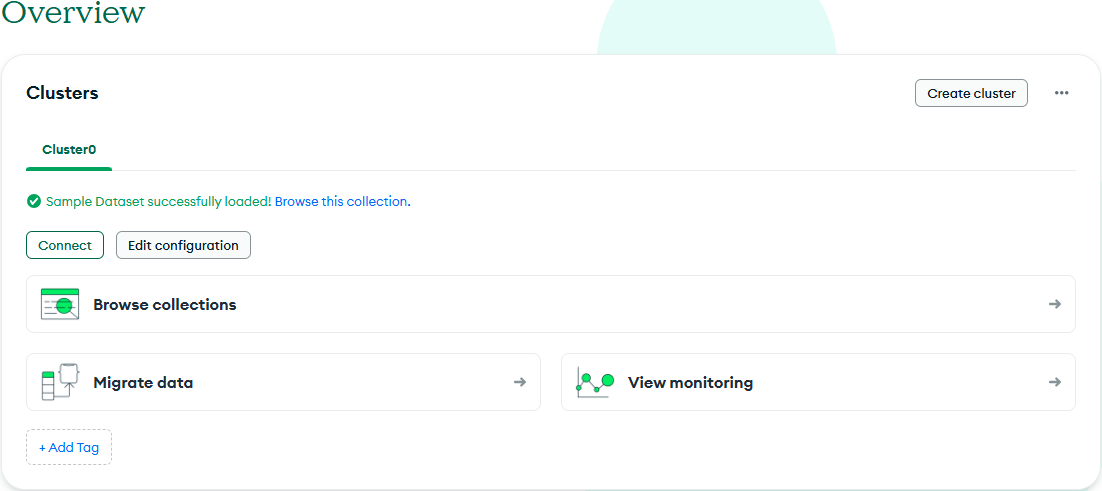 Overview
Clusters
Create cluster
Cluster0
Sample Dataset successfully loaded! Browse this collection.
Connect
Edit configuration
Browse collections
Migrate data
View monitoring
+ Add Tag